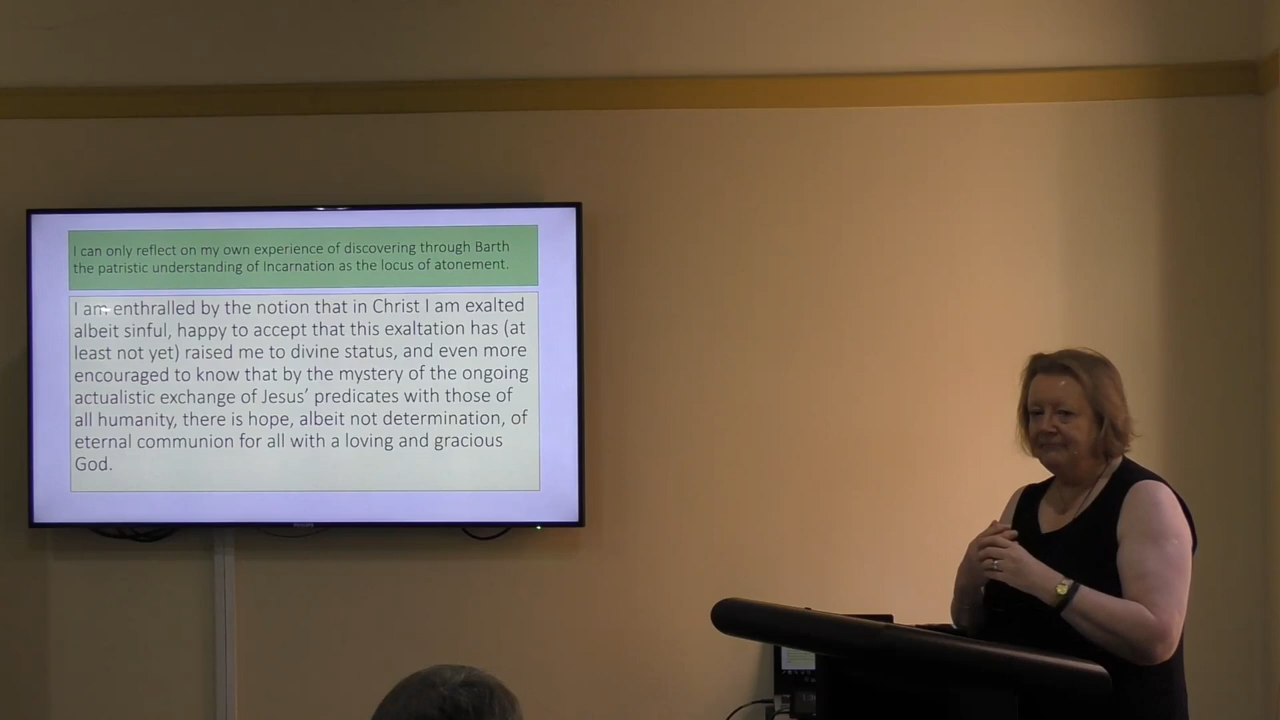 I can only reflect on my own experience of discovering through Barth
the patristic understanding of Incarnation as the locus of atonement.
I am enthralled by the notion that in Christ I am exalted
albeit sinful, happy to accept that this exaltation has (at
least not yet) raised me to divine status, and even more
encouraged to know that by the mystery of the ongoing
actualistic exchange of Jesus' predicates with those of
all humanity, there is hope, albeit not determination, of
eternal communion for all with a loving and gracious
God.